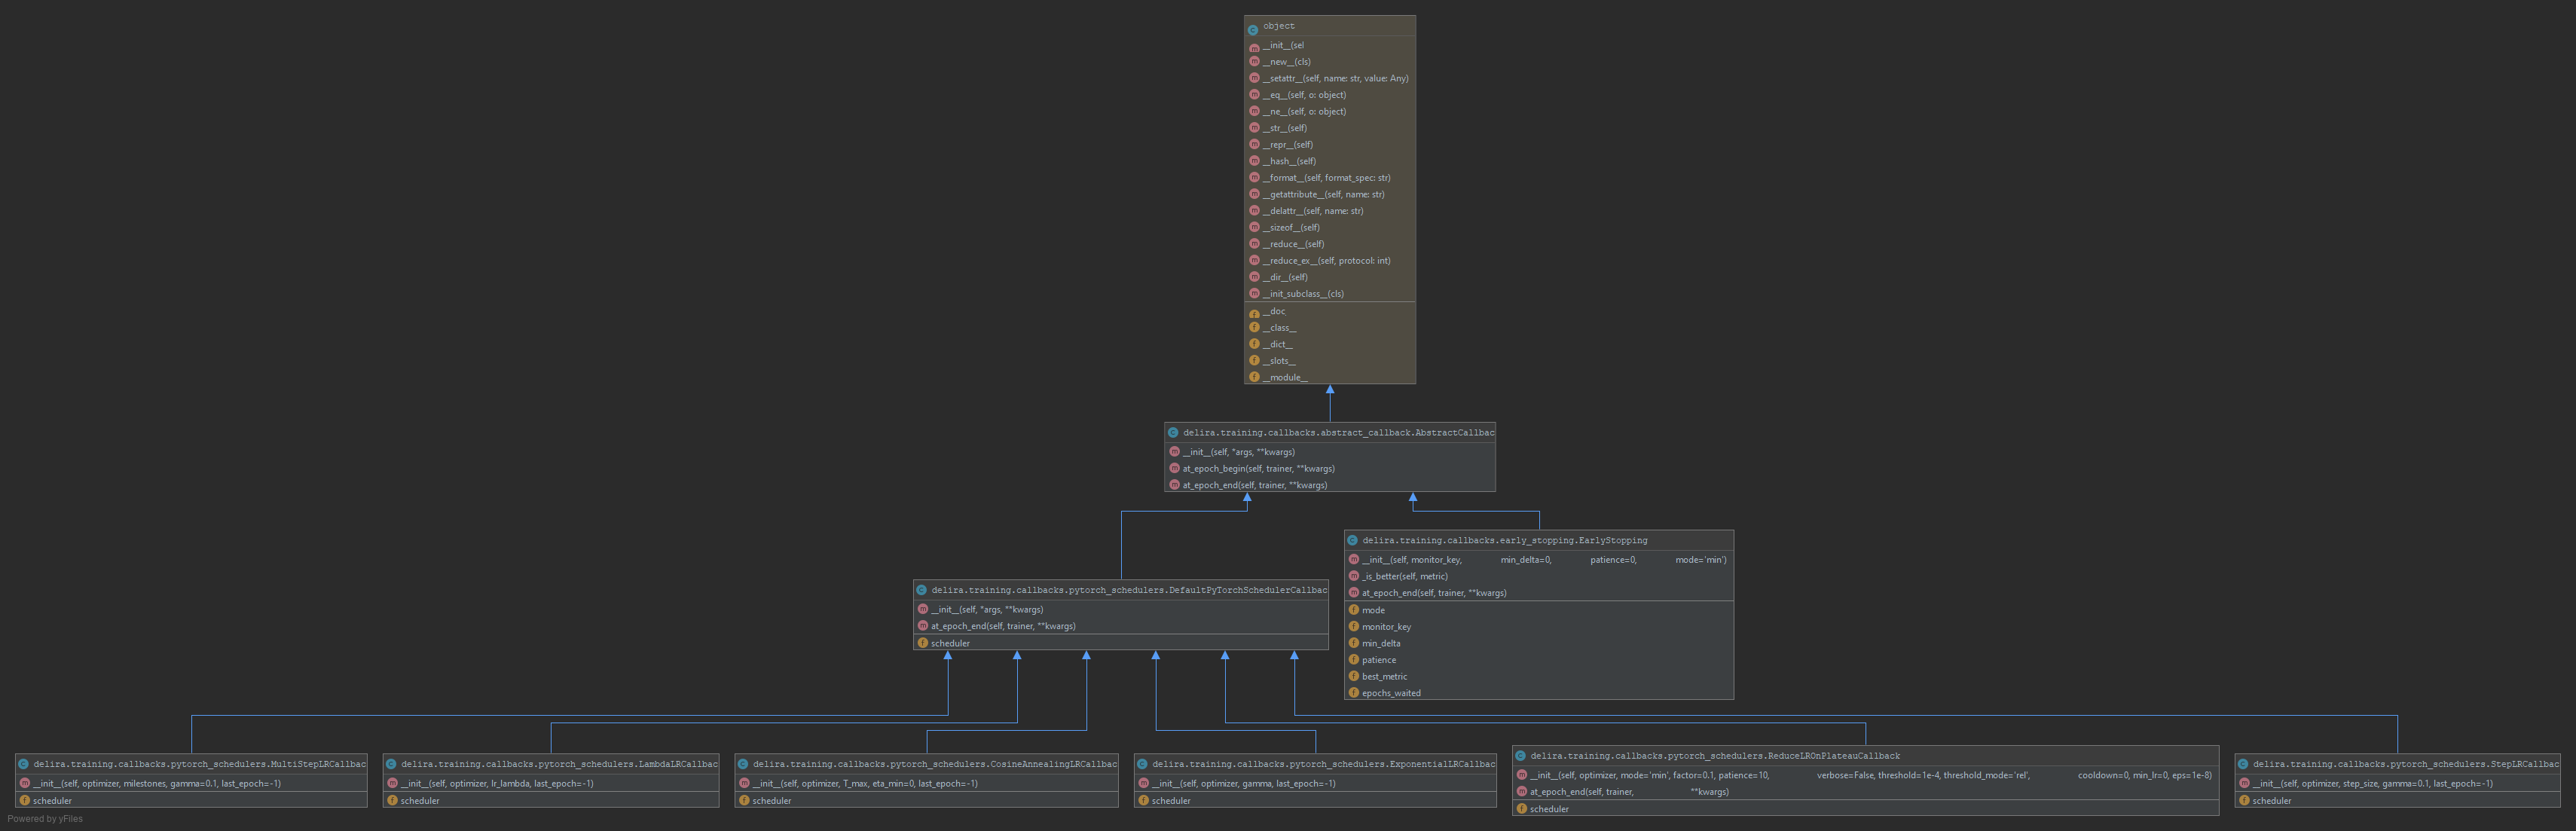 object
__init__(sel
__new__(cls)
__setattr__(self, name: str, value: Any)
__eq__(self, o: object)
__ne__(self, o: object)
__str__(self)
__repr__(self)
__hash__(self)
__format__(self, format_spec: str)
__getattribute__(self, name: str)
__delattr__(self, name: str)
__sizeof__(self)
__reduce__(self)
__reduce_ex__(self, protocol: int)
__dir__(self)
__init_subclass__(cls)
__doc
__class__
__dict__
__slots__
__module__
delira.training.callbacks.abstract_callback.AbstractCallbac
__init__(self, *args, **kwargs)
at_epoch_begin(self, trainer, **kwargs)
at_epoch_end(self, trainer, **kwargs)
delira.training.callbacks.early_stopping.EarlyStopping
__init__(self, monitor_key, min_delta=0, patience=0, mode='min')
_is_better(self, metric)
at_epoch_end(self, trainer, **kwargs)
mode
monitor_key
min_delta
patience
best_metric
epochs_waited
delira.training.callbacks.pytorch_schedulers.DefaultPyTorchSchedulerCallbac
__init__(self, *args, **kwargs)
at_epoch_end(self, trainer, **kwargs)
scheduler
delira.training.callbacks.pytorch_schedulers.MultiStepLRCallbac
__init__(self, optimizer, milestones, gamma=0.1, last_epoch=-1)
scheduler
delira.training.callbacks.pytorch_schedulers.LambdaLRCallbac
__init__(self, optimizer, lr_lambda, last_epoch=-1)
scheduler
delira.training.callbacks.pytorch_schedulers.CosineAnnealingLRCallbac
__init__(self, optimizer, T_max, eta_min=0, last_epoch=-1)
scheduler
delira.training.callbacks.pytorch_schedulers.ExponentialLRCallbac
__init__(self, optimizer, gamma, last_epoch=-1)
scheduler
delira.training.callbacks.pytorch_schedulers.ReduceLROnPlateauCallback
__init__(self, optimizer, mode='min', factor=0.1, patience=10, verbose=False, threshold=1e-4, threshold_mode='rel', cooldown=0, min_lr=0, eps=1e-8)
at_epoch_end(self, trainer, **kwargs)
scheduler
delira.training.callbacks.pytorch_schedulers.StepLRCallbac
__init__(self, optimizer, step_size, gamma=0.1, last_epoch=-1)
scheduler
Powered by yFiles